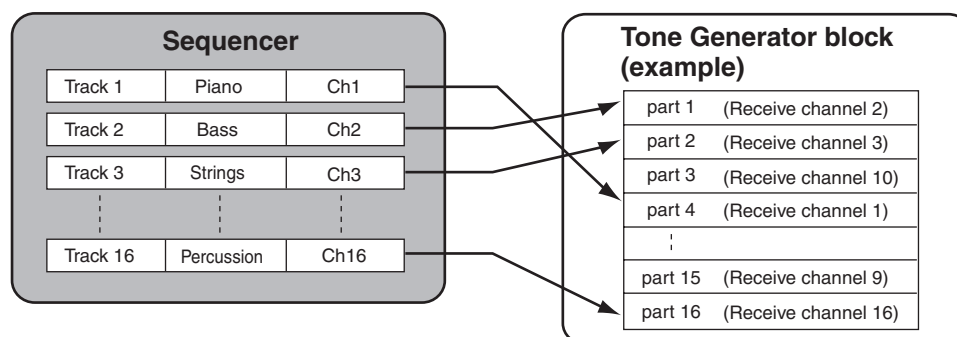 Sequencer
Track 1 Piano Ch1
Track 2 Bass Ch2
Track 3 Strings Ch3
Track 16 Percussion Ch16
Tone Generator block
(example)
part 1 (Receive channel 2)
part 2 (Receive channel 3)
part 3 (Receive channel 10)
part 4 (Receive channel 1)
part 15 (Receive channel 9)
part 16 (Receive channel 16)